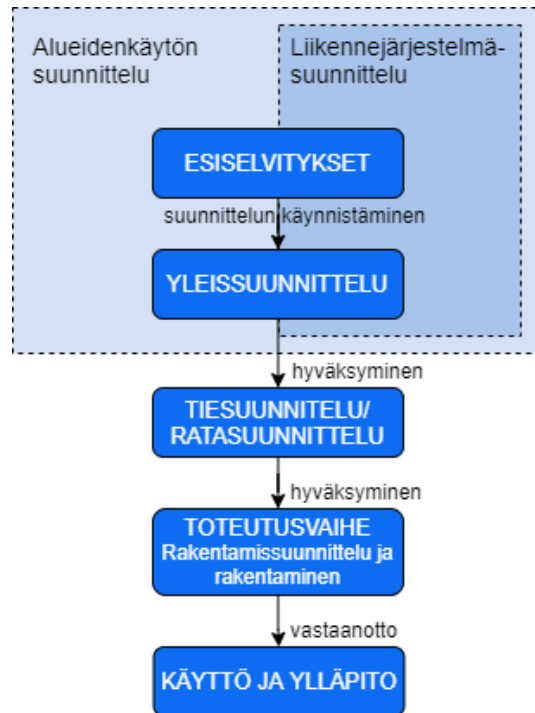 Alueidenkäytön
suunnittelu
Liikennejärjestelmä-
suunnittelu
ESISELVITYKSET
suunnittelun käynnistäminen
YLEISSUUNNITTELU
hyväksyminen
TIESUUNNITELU/
RATASUUNNITTELU
hyväksyminen
TOTEUTUSVAIHE
Rakentamissuunnittelu ja
rakentaminen
vastaanotto
KÄYTTÖ JA YLLÄPITO